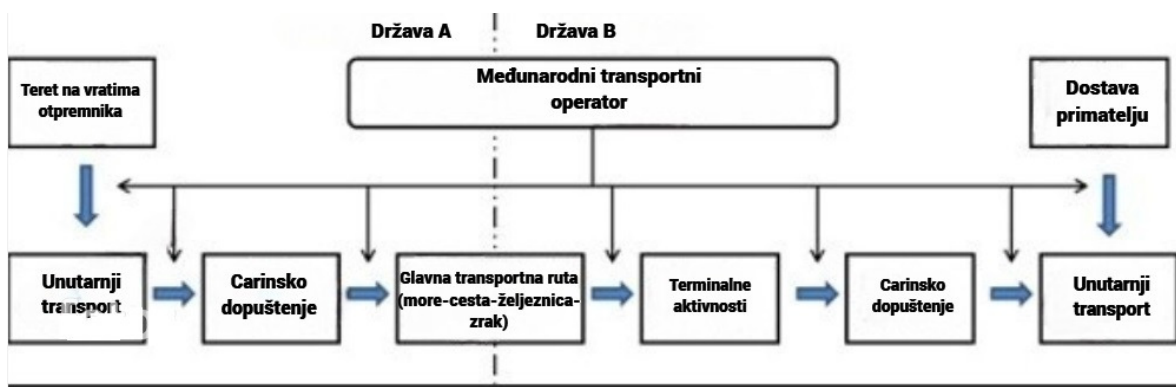 Država A
Država B
Teret na vratima
otpremnika
Međunarodni transportni
operator
Dostava
primatelju
Unutarnji
transport
Carinsko
dopuštenje
Glavna transportna ruta
(more-cesta-željeznica-
zrak)
Terminalne
aktivnosti
Carinsko
dopuštenje
Unutarnji
transport